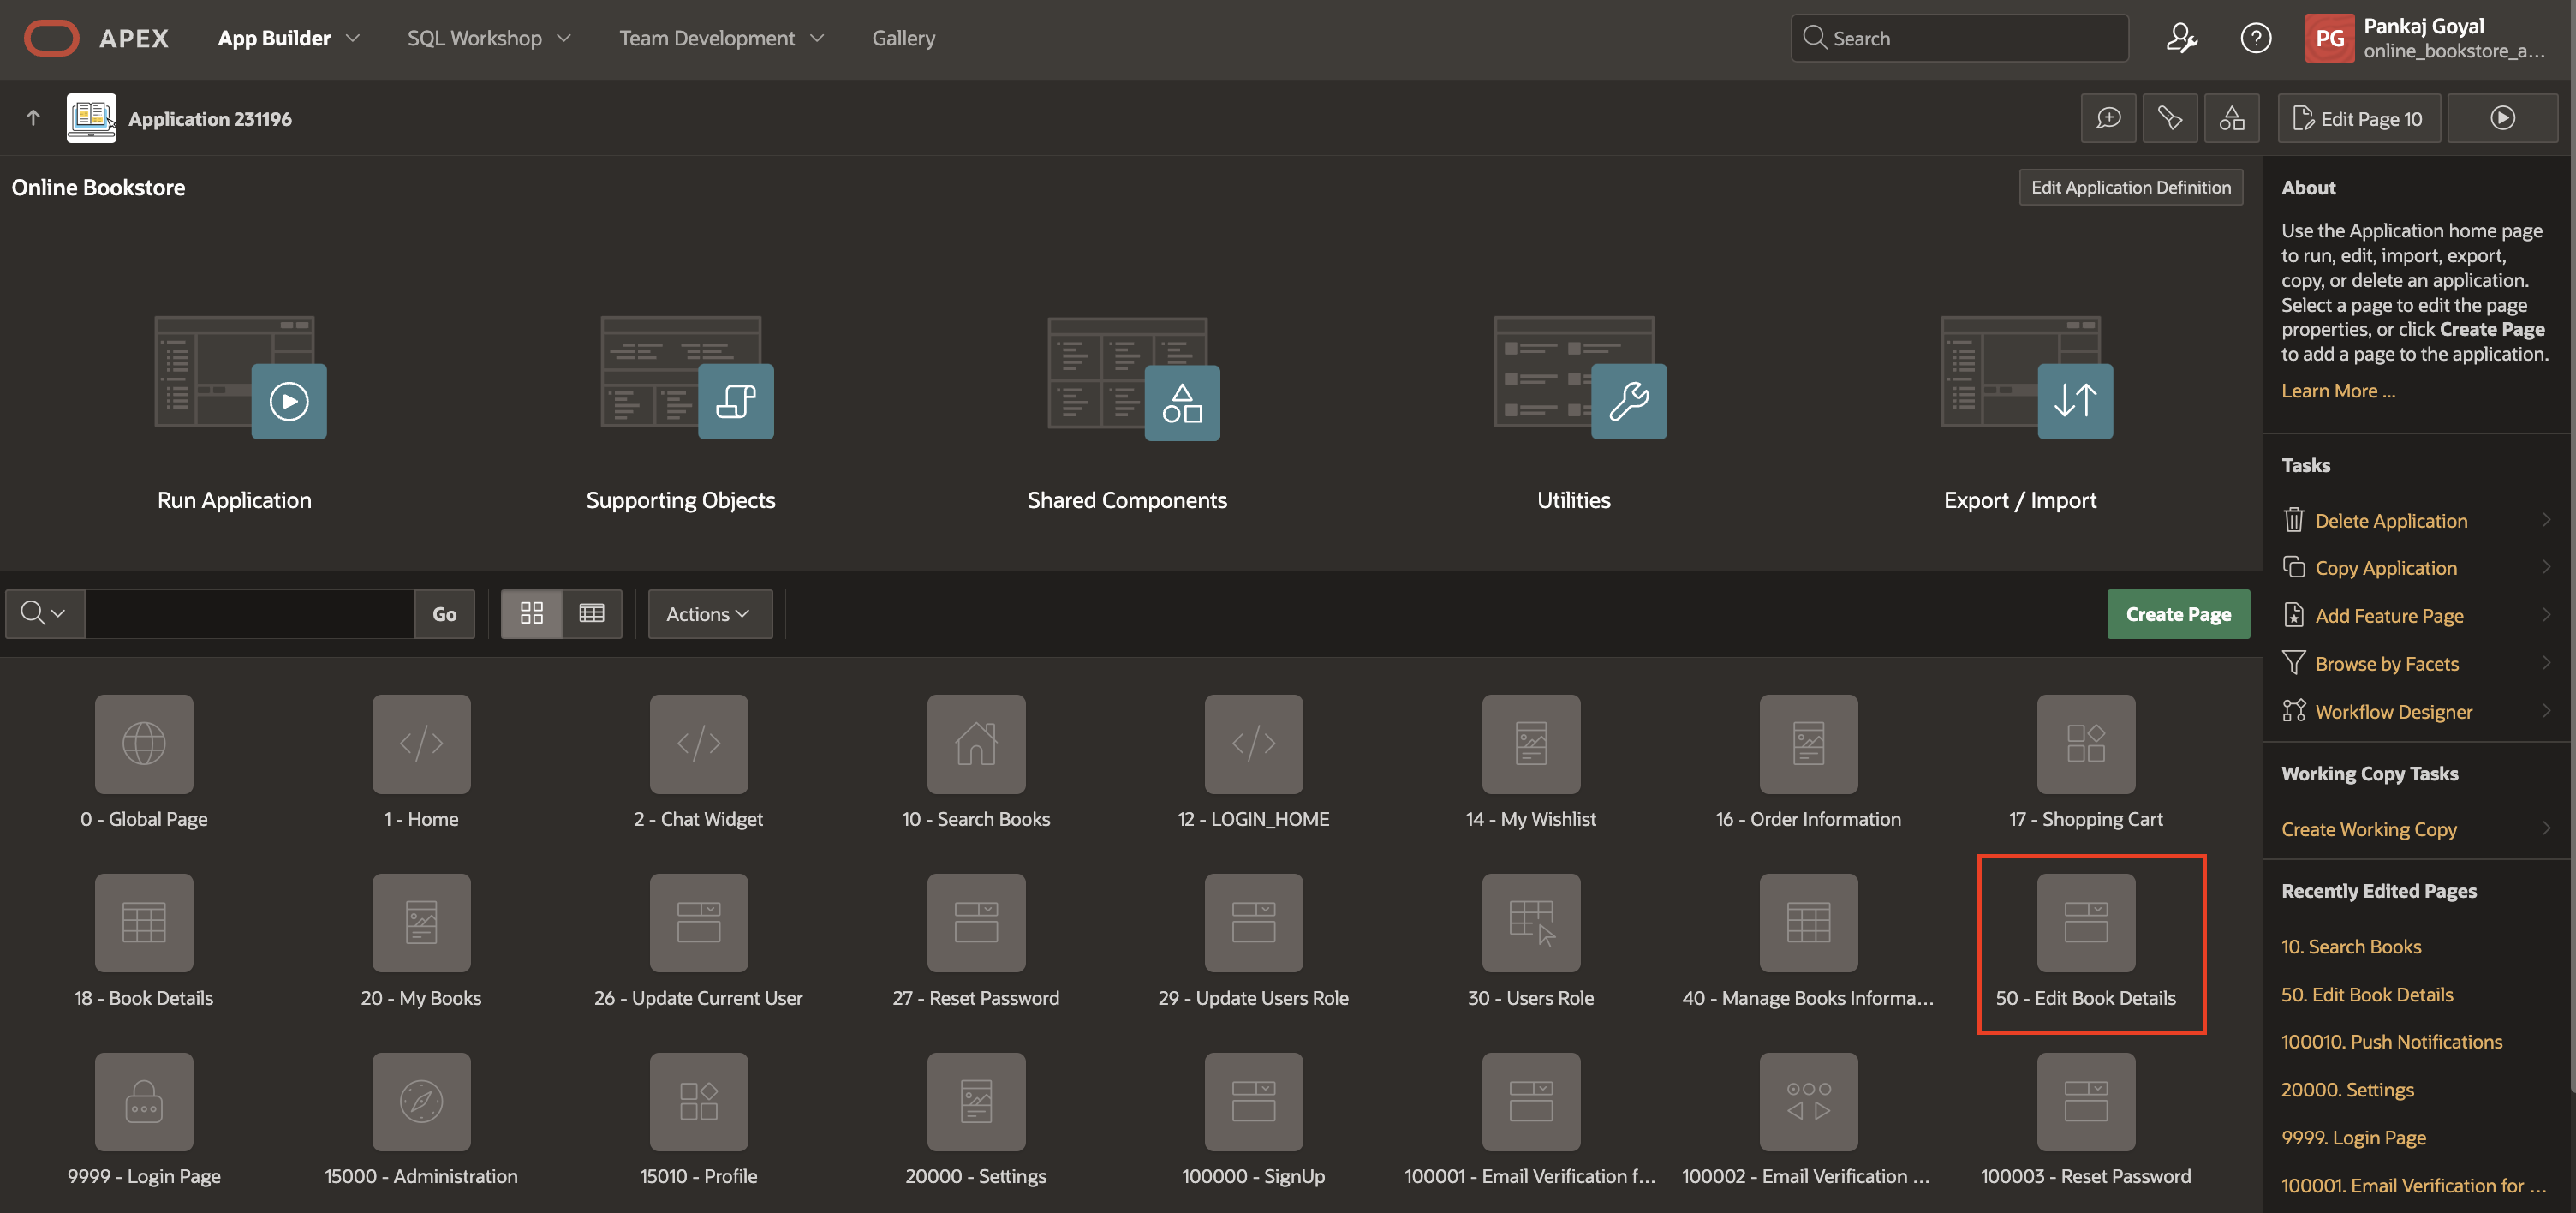 APEX
App Builder
SQL Workshop
Team Development
Gallery
Search
PG
Pankaj Goyal
online_bookstore_a...
Application 231196
Edit Page 10
Online Bookstore
Edit Application Definition
Run Application
Supporting Objects
Shared Components
Utilities
Export / Import
Go
Actions
Create Page
0 - Global Page
1 - Home
2 - Chat Widget
10 - Search Books
12 - LOGIN_HOME
14 - My Wishlist
16 - Order Information
17 - Shopping Cart
18 - Book Details
20 - My Books
26 - Update Current User
27 - Reset Password
29 - Update Users Role
30 - Users Role
40 - Manage Books Informa...
50 - Edit Book Details
9999 - Login Page
15000 - Administration
15010 - Profile
20000 - Settings
100000 - SignUp
100001 - Email Verification f...
100002 - Email Verification ...
100003 - Reset Password
About
Use the Application home page
to run, edit, import, export,
copy, or delete an application.
Select a page to edit the page
properties, or click Create Page
to add a page to the application.
Learn More ...
Tasks
Delete Application
Copy Application
Add Feature Page
Browse by Facets
Workflow Designer
Working Copy Tasks
Create Working Copy
Recently Edited Pages
10. Search Books
50. Edit Book Details
100010. Push Notifications
20000. Settings
9999. Login Page
100001. Email Verification for ...